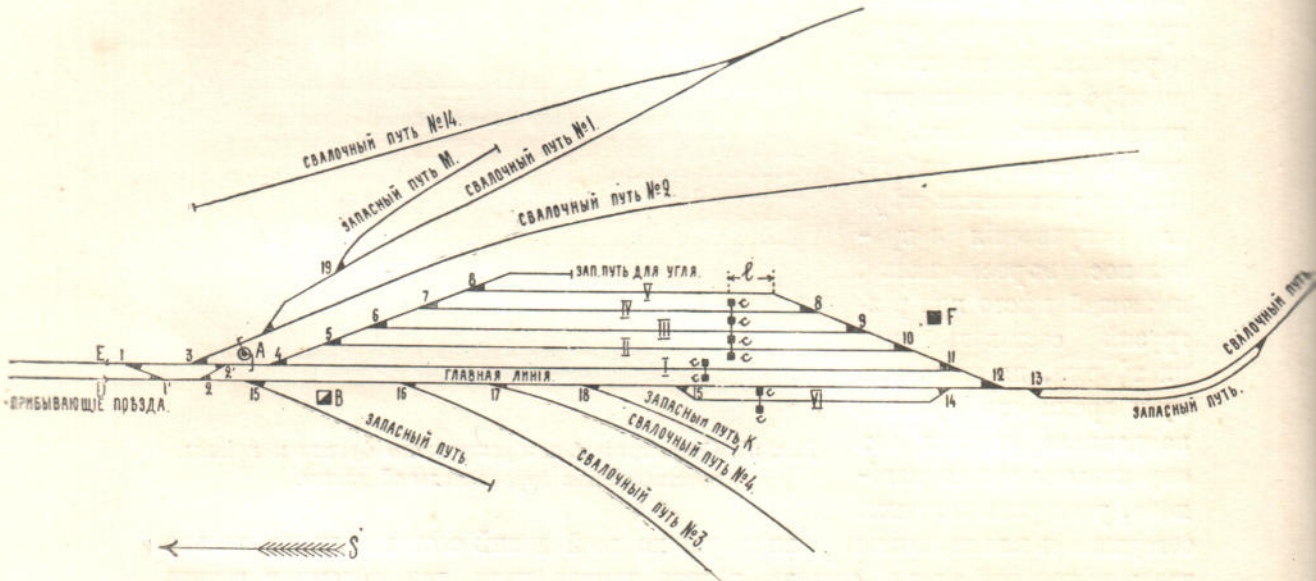 СВАЛОЧНЫЙ ПУТЬ №14.
ЗАПАСНЫЙ ПУТЬ М.
СВАЛОЧНЫЙ ПУТЬ №1.
СВАЛОЧНЫЙ ПУТЬ №2.
19
ЗАП. ПУТЬ ДЛЯ УГЛЯ.
ℓ
8
V
7
IV
c
8
F
6
III
c
9
5
II
c
10
СВАЛОЧНЫЙ ПУТЬ
E
1
3
A
4
c
I
c
11
2'
ГЛАВНАЯ ЛИНІЯ.
c
12
13
1'
2
15
16
17
18
15
c
VI
14
ЗАПАСНЫЙ ПУТЬ.
ПРИБЫВАЮЩІЕ ПОѢЗДА.
B
c
ЗАПАСНЫЙ ПУТЬ К
ЗАПАСНЫЙ ПУТЬ.
СВАЛОЧНЫЙ ПУТЬ №4.
СВАЛОЧНЫЙ ПУТЬ №3.
S